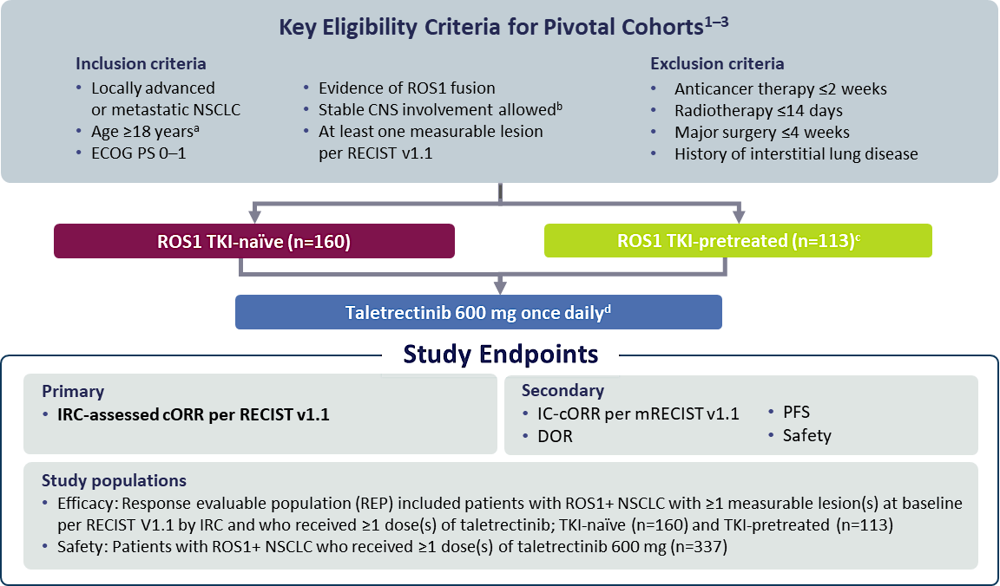 Key Eligibility Criteria for Pivotal Cohorts¹⁻³
Inclusion criteria
• Locally advanced
or metastatic NSCLC
• Age ≥18 yearsᵃ
• ECOG PS 0–1
• Evidence of ROS1 fusion
• Stable CNS involvement allowedᵇ
• At least one measurable lesion
per RECIST v1.1
Exclusion criteria
• Anticancer therapy ≤2 weeks
• Radiotherapy ≤14 days
• Major surgery ≤4 weeks
• History of interstitial lung disease
ROS1 TKI-naïve (n=160)
ROS1 TKI-pretreated (n=113)ᶜ
Taletrectinib 600 mg once dailyᵈ
Study Endpoints
Primary
• IRC-assessed cORR per RECIST v1.1
Secondary
• IC-cORR per mRECIST v1.1
• DOR
• PFS
• Safety
Study populations
• Efficacy: Response evaluable population (REP) included patients with ROS1+ NSCLC with ≥1 measurable lesion(s) at baseline
per RECIST V1.1 by IRC and who received ≥1 dose(s) of taletrectinib; TKI-naïve (n=160) and TKI-pretreated (n=113)
• Safety: Patients with ROS1+ NSCLC who received ≥1 dose(s) of taletrectinib 600 mg (n=337)